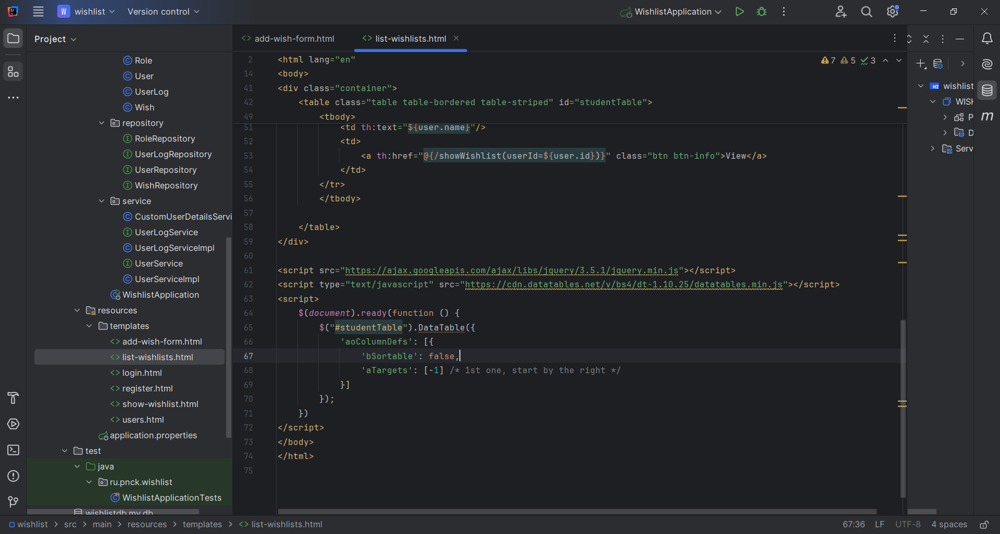 W wishlist Version control WishlistApplication
Project
Role
User
UserLog
Wish
repository
RoleRepository
UserLogRepository
UserRepository
WishRepository
service
CustomUserDetailsServi
UserLogService
UserLogServiceImpl
UserService
UserServiceImpl
WishlistApplication
resources
templates
add-wish-form.html
list-wishlists.html
login.html
register.html
show-wishlist.html
users.html
application.properties
test
java
ru.pnck.wishlist
WishlistApplicationTests
wishlistdb.mv.db
add-wish-form.html list-wishlists.html
7 5 3
2 <html lang="en"
14 <body>
41 <div class="container">
42 <table class="table table-bordered table-striped" id="studentTable">
49 <tbody>
51 <td th:text="${user.name}"/>
52 <td>
53 <a th:href="@{/showWishlist(userId=${user.id})}" class="btn btn-info">View</a>
54 </td>
55 </tr>
56 </tbody>
57
58 </table>
59 </div>
60
61 <script src="https://ajax.googleapis.com/ajax/libs/jquery/3.5.1/jquery.min.js"></script>
62 <script type="text/javascript" src="https://cdn.datatables.net/v/bs4/dt-1.10.25/datatables.min.js"></script>
63 <script>
64 $(document).ready(function () {
65 $("#studentTable").DataTable({
66 'aoColumnDefs': [{
67 'bSortable': false,
68 'aTargets': [-1] /* 1st one, start by the right */
69 }]
70 });
71 })
72 </script>
73 </body>
74 </html>
75
H2 wishlist
WISH
P
D
Serv
m
wishlist > src > main > resources > templates > list-wishlists.html
67:36 LF UTF-8 4 spaces